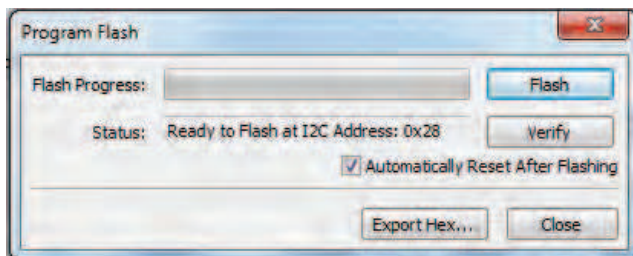 Program Flash
Flash Progress:
Flash
Status: Ready to Flash at I2C Address: 0x28
Verify
Automatically Reset After Flashing
Export Hex...
Close